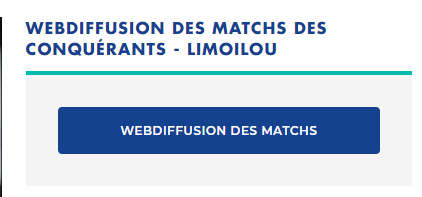 WEBDIFFUSION DES MATCHS DES
CONQUÉRANTS - LIMOILOU
WEBDIFFUSION DES MATCHS